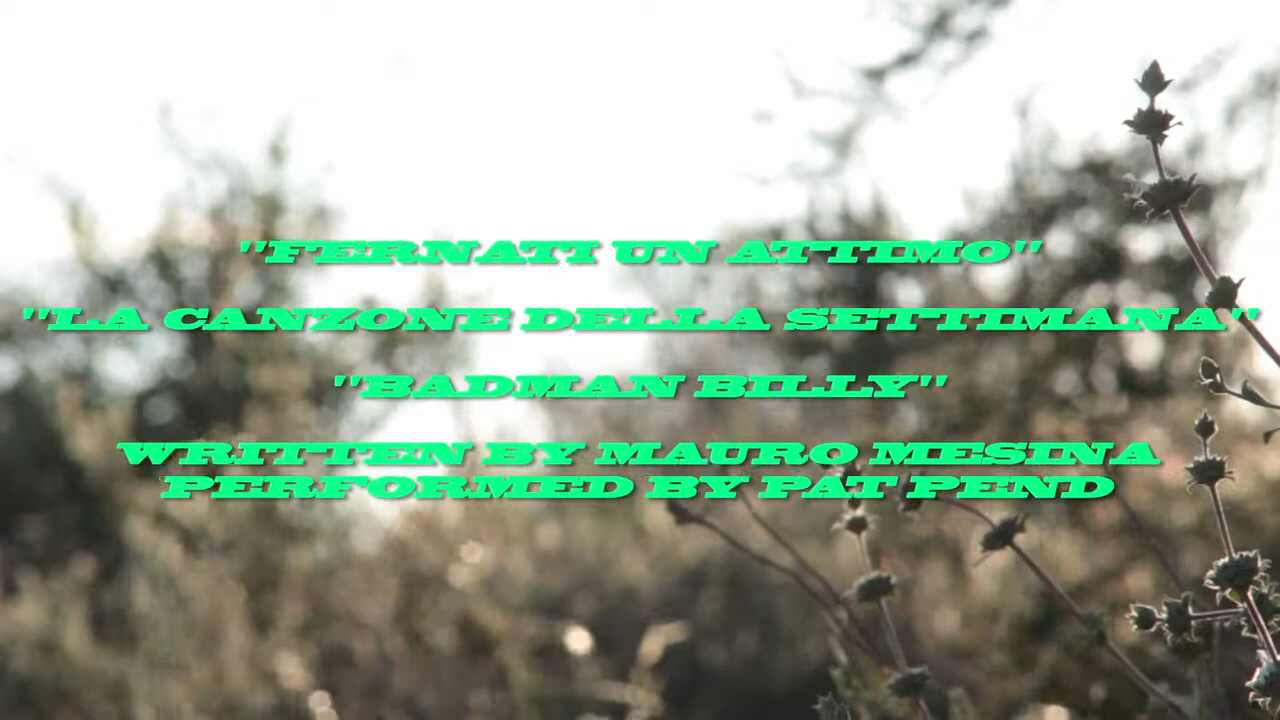 "FERNATI UN ATTIMO"
"LA CANZONE DELLA SETTIMANA"
"BADMAN BILLY"
WRITTEN BY MAURO MESINA
PERFORMED BY PAT PEND